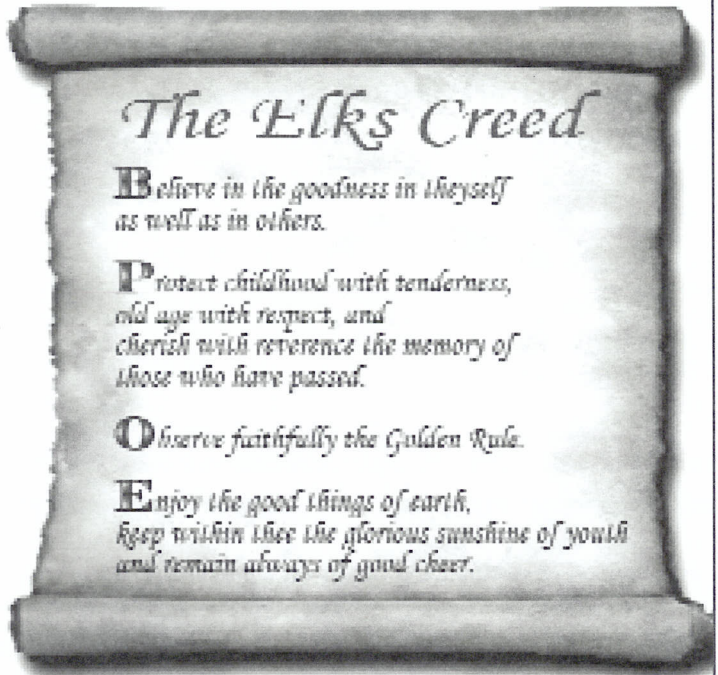 The Elks Creed
Believe in the goodness in theyself
as well as in others.
Protect childhood with tenderness,
old age with respect, and
cherish with reverence the memory of
those who have passed.
Observe faithfully the Golden Rule.
Enjoy the good things of earth,
keep within thee the glorious sunshine of youth
and remain always of good cheer.